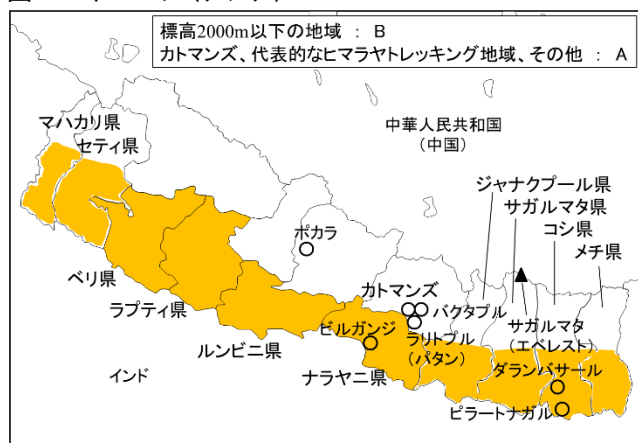 標高2000m以下の地域 ： B
カトマンズ、代表的なヒマラヤトレッキング地域、その他 ： A
マハカリ県
セティ県
中華人民共和国
（中国）
ジャナクプール県
サガルマタ県
コシ県
メチ県
ポカラ
ベリ県
カトマンズ
バクタプル
サガルマタ
（エベレスト）
ラプティ県
ビルガンジ
ラリトプル
（パタン）
ルンビニ県
ダランバサール
ナラヤニ県
インド
ビラートナガル